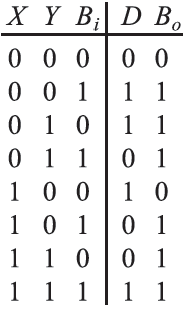 X Y Bi D Bo
0 0 0 0 0
0 0 1 1 1
0 1 0 1 1
0 1 1 0 1
1 0 0 1 0
1 0 1 0 1
1 1 0 0 1
1 1 1 1 1